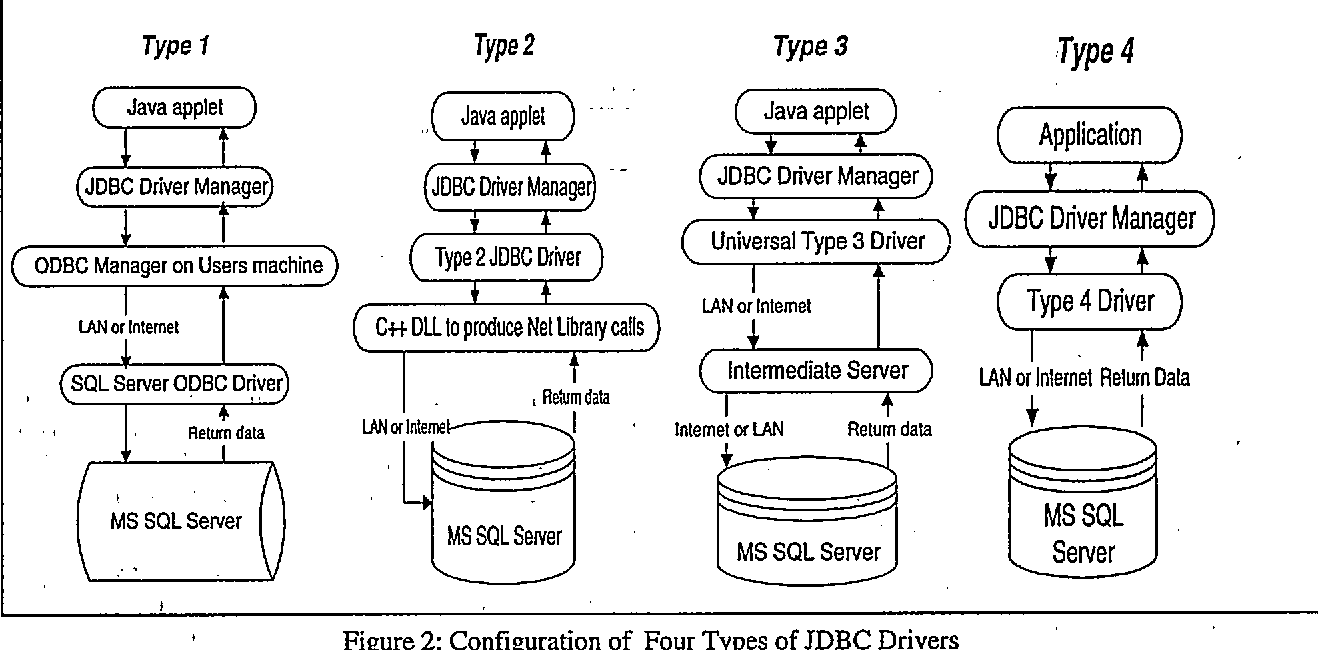 Type 1
Java applet
JDBC Driver Manager
ODBC Manager on Users machine
LAN or Internet
SQL Server ODBC Driver
Return data
MS SQL Server
Type 2
Java applet
JDBC Driver Manager
Type 2 JDBC Driver
C++ DLL to produce Net Library calls
Return data
LAN or Internet
MS SQL Server
Type 3
Java applet
JDBC Driver Manager
Universal Type 3 Driver
LAN or Internet
Intermediate Server
Internet or LAN
Return data
MS SQL Server
Type 4
Application
JDBC Driver Manager
Type 4 Driver
LAN or Internet Return Data
MS SQL
Server
Figure 2: Configuration of Four Types of JDBC Drivers